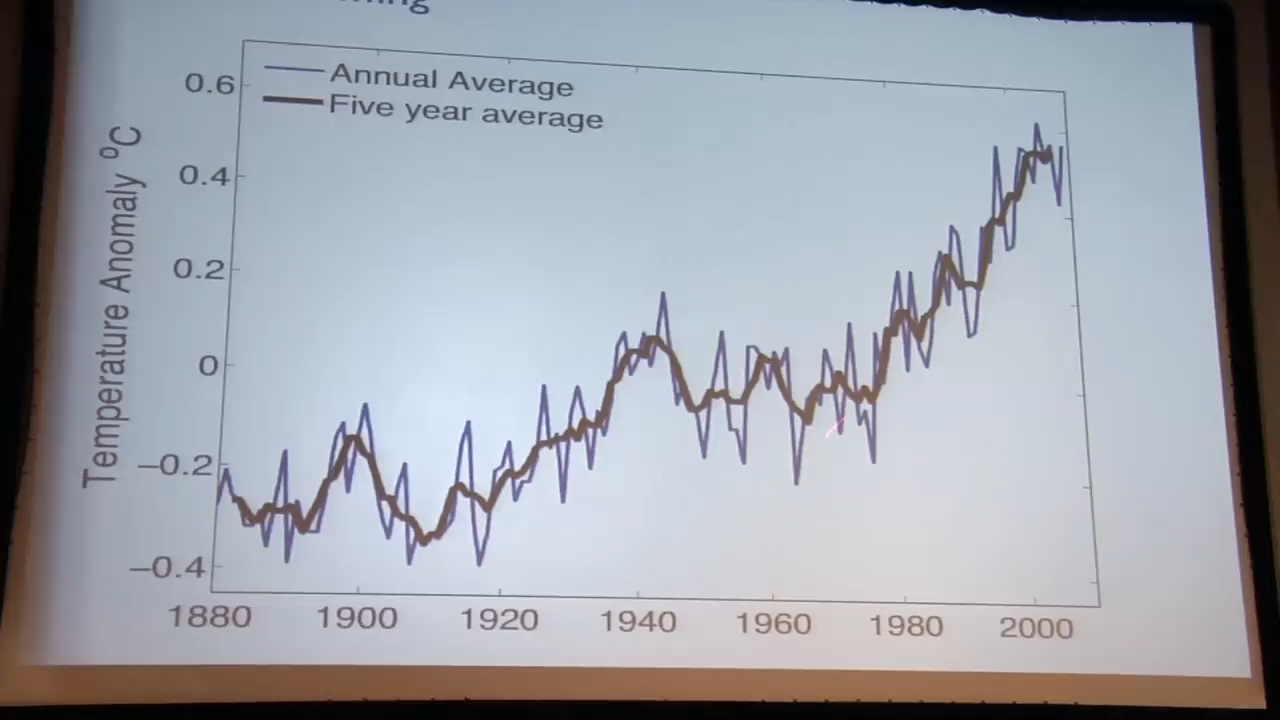 Annual Average
Five year average
Temperature Anomaly °C
0.6
0.4
0.2
0
−0.2
−0.4
1880 1900 1920 1940 1960 1980 2000